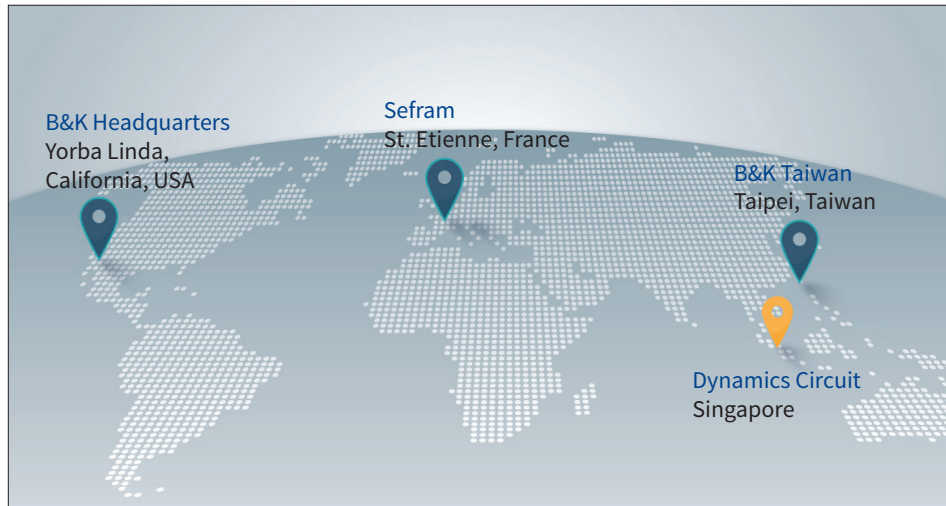 B&K Headquarters
Yorba Linda,
California, USA
Sefram
St. Etienne, France
B&K Taiwan
Taipei, Taiwan
Dynamics Circuit
Singapore